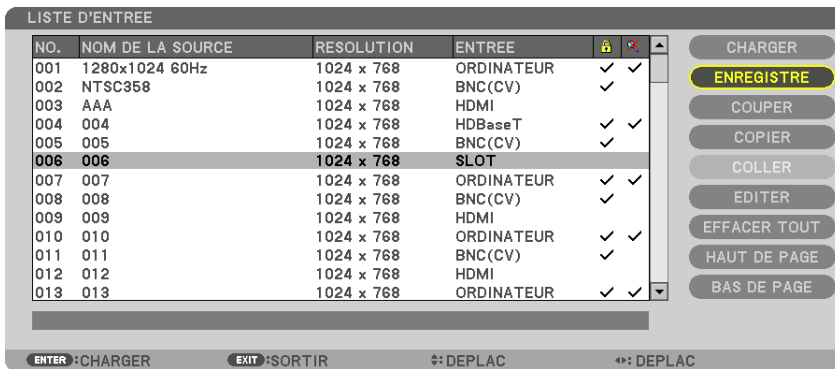 LISTE D'ENTREE
NO. NOM DE LA SOURCE RESOLUTION ENTREE
001 1280x1024 60Hz 1024 x 768 ORDINATEUR ✓ ✓
002 NTSC358 1024 x 768 BNC(CV) ✓
003 AAA 1024 x 768 HDMI
004 004 1024 x 768 HDBaseT ✓ ✓
005 005 1024 x 768 BNC(CV) ✓
006 006 1024 x 768 SLOT
007 007 1024 x 768 ORDINATEUR ✓ ✓
008 008 1024 x 768 BNC(CV) ✓
009 009 1024 x 768 HDMI
010 010 1024 x 768 ORDINATEUR ✓ ✓
011 011 1024 x 768 BNC(CV) ✓
012 012 1024 x 768 HDMI
013 013 1024 x 768 ORDINATEUR ✓ ✓
CHARGER
ENREGISTRE
COUPER
COPIER
COLLER
EDITER
EFFACER TOUT
HAUT DE PAGE
BAS DE PAGE
ENTER :CHARGER EXIT :SORTIR :DEPLAC :DEPLAC